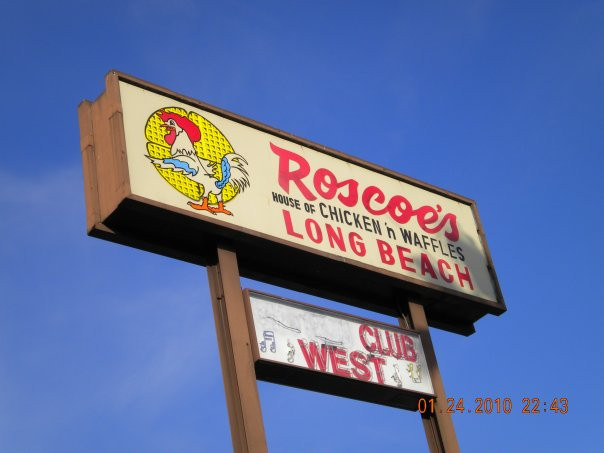 Roscoe's
HOUSE OF CHICKEN 'n WAFFLES
LONG BEACH
CLUB
WEST
01.24.2010 22:43